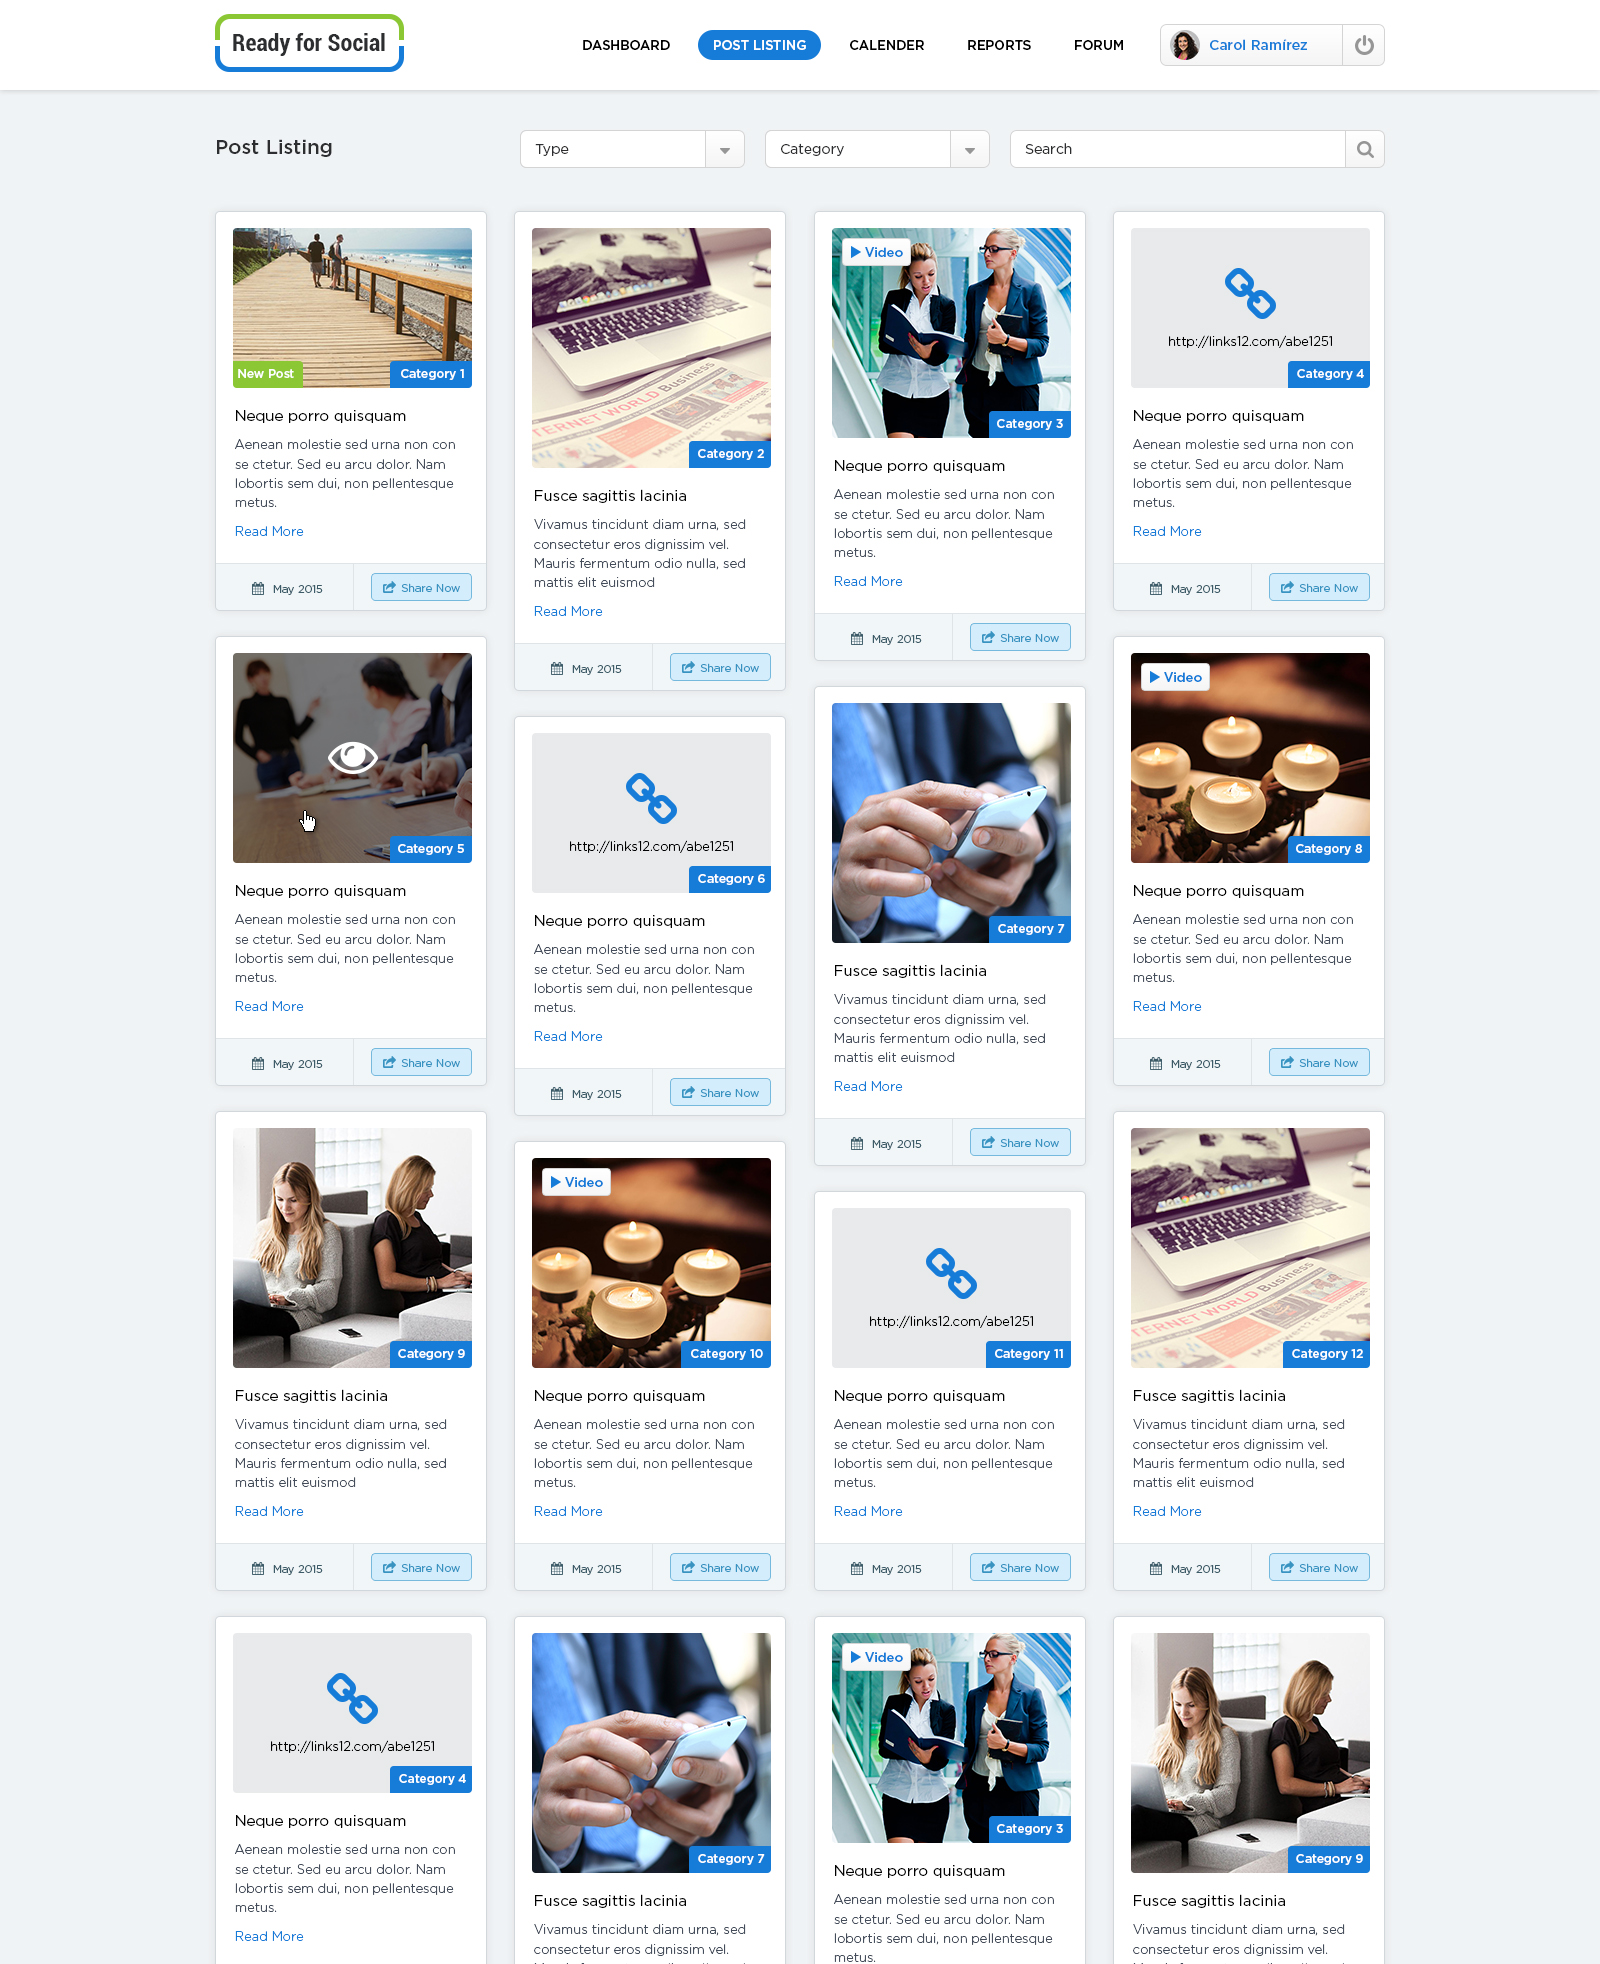 Ready for Social
DASHBOARD
POST LISTING
CALENDER
REPORTS
FORUM
Carol Ramírez
Post Listing
Type
Category
Search
New Post
Category 1
Neque porro quisquam
Aenean molestie sed urna non con
se ctetur. Sed eu arcu dolor. Nam
lobortis sem dui, non pellentesque
metus.
Read More
May 2015
Share Now
INTERNET WORLD Business
Category 2
Fusce sagittis lacinia
Vivamus tincidunt diam urna, sed
consectetur eros dignissim vel.
Mauris fermentum odio nulla, sed
mattis elit euismod
Read More
May 2015
Share Now
Video
Category 3
Neque porro quisquam
Aenean molestie sed urna non con
se ctetur. Sed eu arcu dolor. Nam
lobortis sem dui, non pellentesque
metus.
Read More
May 2015
Share Now
http://links12.com/abe1251
Category 4
Neque porro quisquam
Aenean molestie sed urna non con
se ctetur. Sed eu arcu dolor. Nam
lobortis sem dui, non pellentesque
metus.
Read More
May 2015
Share Now
Category 5
Neque porro quisquam
Aenean molestie sed urna non con
se ctetur. Sed eu arcu dolor. Nam
lobortis sem dui, non pellentesque
metus.
Read More
May 2015
Share Now
http://links12.com/abe1251
Category 6
Neque porro quisquam
Aenean molestie sed urna non con
se ctetur. Sed eu arcu dolor. Nam
lobortis sem dui, non pellentesque
metus.
Read More
May 2015
Share Now
Category 7
Fusce sagittis lacinia
Vivamus tincidunt diam urna, sed
consectetur eros dignissim vel.
Mauris fermentum odio nulla, sed
mattis elit euismod
Read More
May 2015
Share Now
Video
Category 8
Neque porro quisquam
Aenean molestie sed urna non con
se ctetur. Sed eu arcu dolor. Nam
lobortis sem dui, non pellentesque
metus.
Read More
May 2015
Share Now
Category 9
Fusce sagittis lacinia
Vivamus tincidunt diam urna, sed
consectetur eros dignissim vel.
Mauris fermentum odio nulla, sed
mattis elit euismod
Read More
May 2015
Share Now
Video
Category 10
Neque porro quisquam
Aenean molestie sed urna non con
se ctetur. Sed eu arcu dolor. Nam
lobortis sem dui, non pellentesque
metus.
Read More
May 2015
Share Now
http://links12.com/abe1251
Category 11
Neque porro quisquam
Aenean molestie sed urna non con
se ctetur. Sed eu arcu dolor. Nam
lobortis sem dui, non pellentesque
metus.
Read More
May 2015
Share Now
TERNET WORLD Business
Category 12
Fusce sagittis lacinia
Vivamus tincidunt diam urna, sed
consectetur eros dignissim vel.
Mauris fermentum odio nulla, sed
mattis elit euismod
Read More
May 2015
Share Now
http://links12.com/abe1251
Category 4
Neque porro quisquam
Aenean molestie sed urna non con
se ctetur. Sed eu arcu dolor. Nam
lobortis sem dui, non pellentesque
metus.
Read More
Category 7
Fusce sagittis lacinia
Vivamus tincidunt diam urna, sed
consectetur eros dignissim vel.
Video
Category 3
Neque porro quisquam
Aenean molestie sed urna non con
se ctetur. Sed eu arcu dolor. Nam
lobortis sem dui, non pellentesque
metus.
Category 9
Fusce sagittis lacinia
Vivamus tincidunt diam urna, sed
consectetur eros dignissim vel.